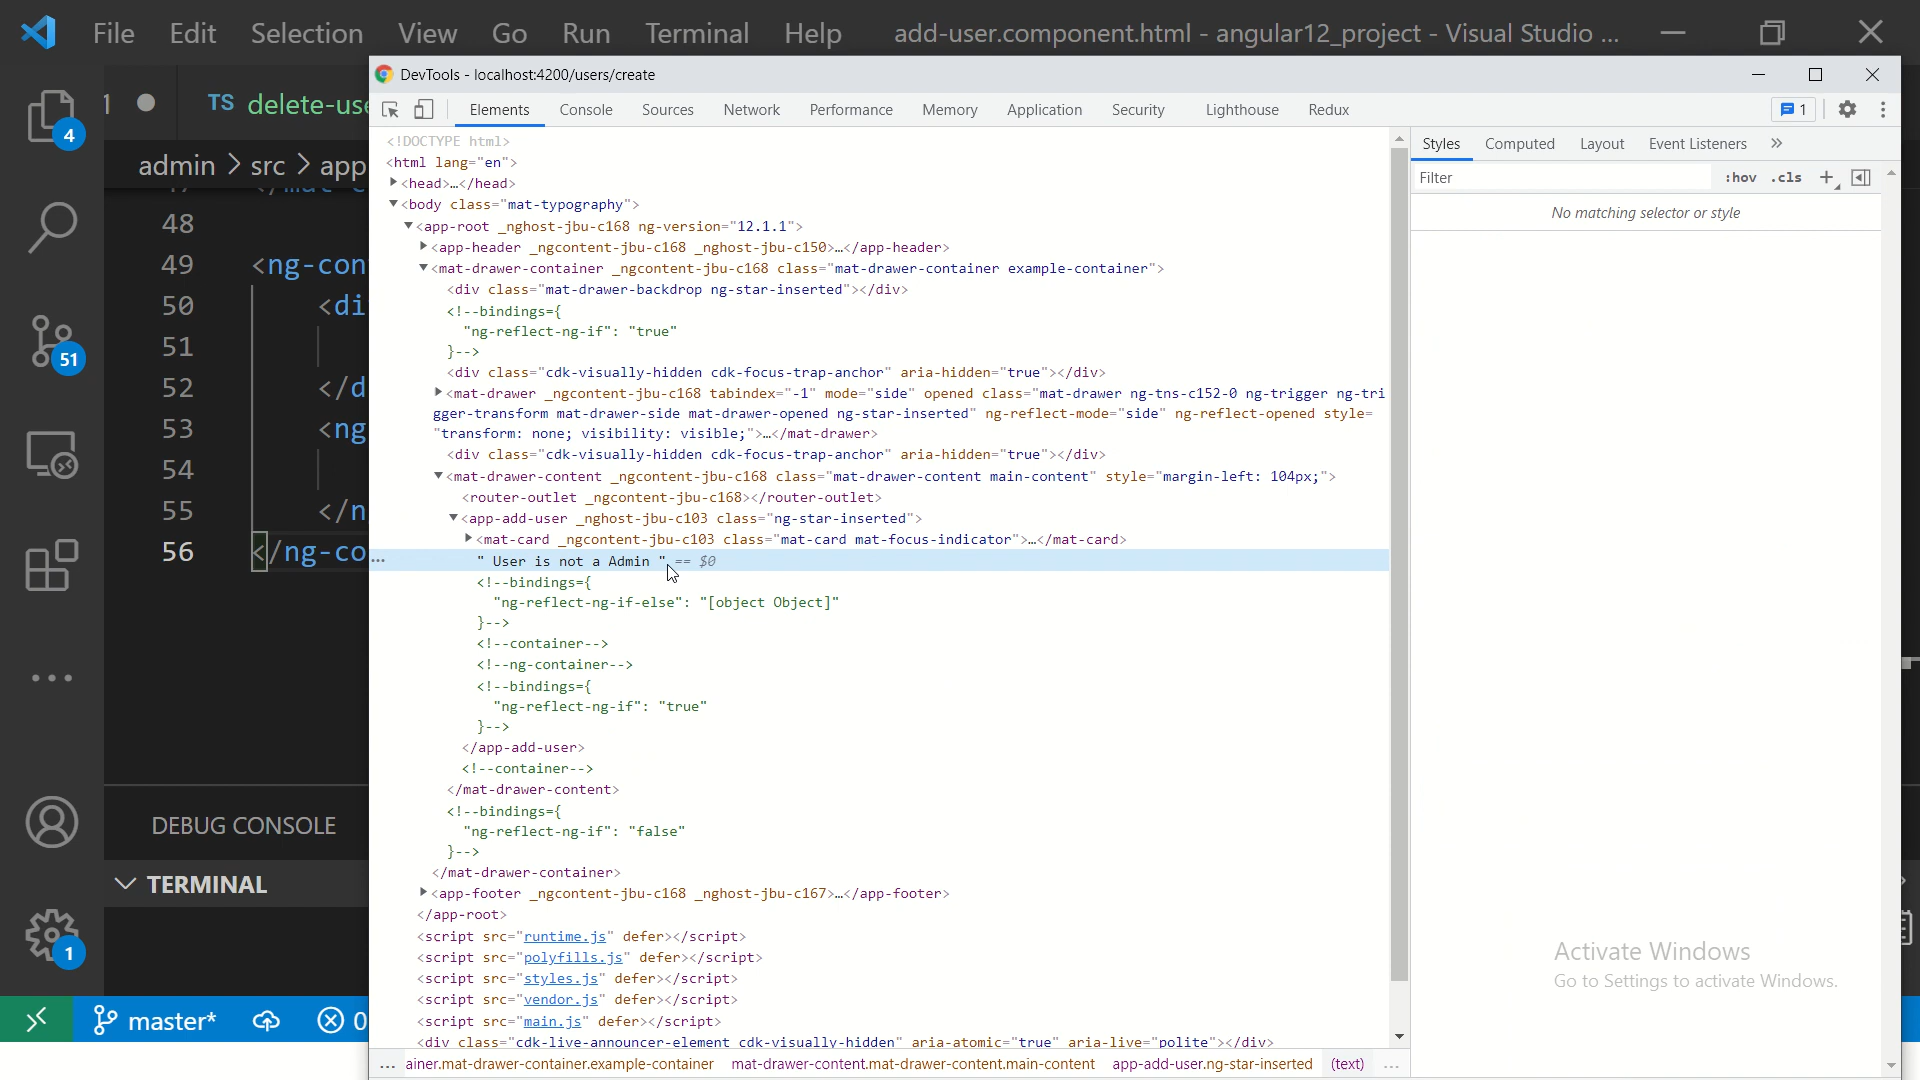 File Edit Selection View Go Run Terminal Help add-user.component.html - angular12_project - Visual Studio ...
4
51
1
1 TS delete-use
admin > src > app
48
49 <ng-con
50 <di
51
52 </d
53 <ng
54
55 </n
56 </ng-co
DEBUG CONSOLE
TERMINAL
master* 0
DevTools - localhost:4200/users/create
Elements Console Sources Network Performance Memory Application Security Lighthouse Redux 1
<!DOCTYPE html>
<html lang="en">
<head>…</head>
<body class="mat-typography">
<app-root _nghost-jbu-c168 ng-version="12.1.1">
<app-header _ngcontent-jbu-c168 _nghost-jbu-c150>…</app-header>
<mat-drawer-container _ngcontent-jbu-c168 class="mat-drawer-container example-container">
<div class="mat-drawer-backdrop ng-star-inserted"></div>
<!--bindings={
"ng-reflect-ng-if": "true"
}-->
<div class="cdk-visually-hidden cdk-focus-trap-anchor" aria-hidden="true"></div>
<mat-drawer _ngcontent-jbu-c168 tabindex="-1" mode="side" opened class="mat-drawer ng-tns-c152-0 ng-trigger ng-tri
gger-transform mat-drawer-side mat-drawer-opened ng-star-inserted" ng-reflect-mode="side" ng-reflect-opened style=
"transform: none; visibility: visible;">…</mat-drawer>
<div class="cdk-visually-hidden cdk-focus-trap-anchor" aria-hidden="true"></div>
<mat-drawer-content _ngcontent-jbu-c168 class="mat-drawer-content main-content" style="margin-left: 104px;">
<router-outlet _ngcontent-jbu-c168></router-outlet>
<app-add-user _nghost-jbu-c103 class="ng-star-inserted">
<mat-card _ngcontent-jbu-c103 class="mat-card mat-focus-indicator">…</mat-card>
… " User is not a Admin " == $0
<!--bindings={
"ng-reflect-ng-if-else": "[object Object]"
}-->
<!--container-->
<!--ng-container-->
<!--bindings={
"ng-reflect-ng-if": "true"
}-->
</app-add-user>
<!--container-->
</mat-drawer-content>
<!--bindings={
"ng-reflect-ng-if": "false"
}-->
</mat-drawer-container>
<app-footer _ngcontent-jbu-c168 _nghost-jbu-c167>…</app-footer>
</app-root>
<script src="runtime.js" defer></script>
<script src="polyfills.js" defer></script>
<script src="styles.js" defer></script>
<script src="vendor.js" defer></script>
<script src="main.js" defer></script>
<div class="cdk-live-announcer-element cdk-visually-hidden" aria-atomic="true" aria-live="polite"></div>
... ainer.mat-drawer-container.example-container mat-drawer-content.mat-drawer-content.main-content app-add-user.ng-star-inserted (text) ...
Styles Computed Layout Event Listeners »
Filter :hov .cls +
No matching selector or style
Activate Windows
Go to Settings to activate Windows.